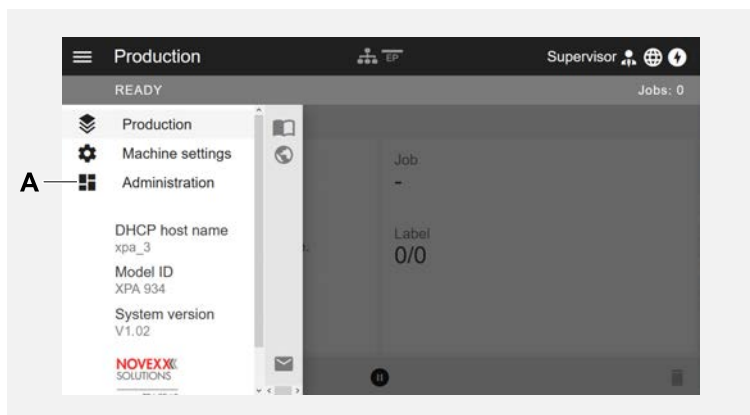 Production
EP
Supervisor
READY
Jobs: 0
Production
Machine settings
A
Administration
DHCP host name
xpa_3
Model ID
XPA 934
System version
V1.02
NOVEXX
SOLUTIONS
Job
-
Label
0/0